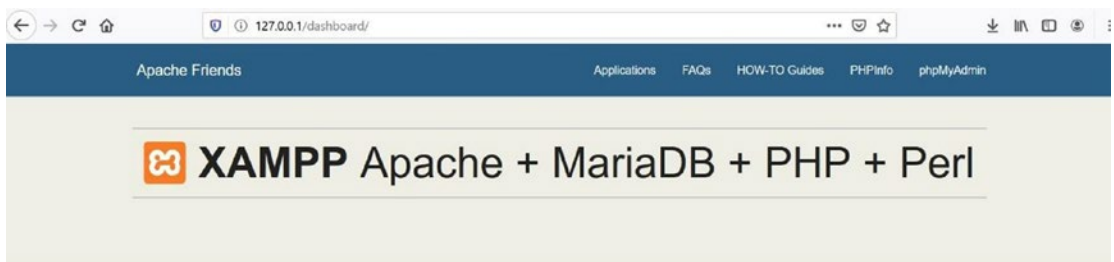 127.0.0.1/dashboard/
Apache Friends Applications FAQs HOW-TO Guides PHPInfo phpMyAdmin
XAMPP Apache + MariaDB + PHP + Perl